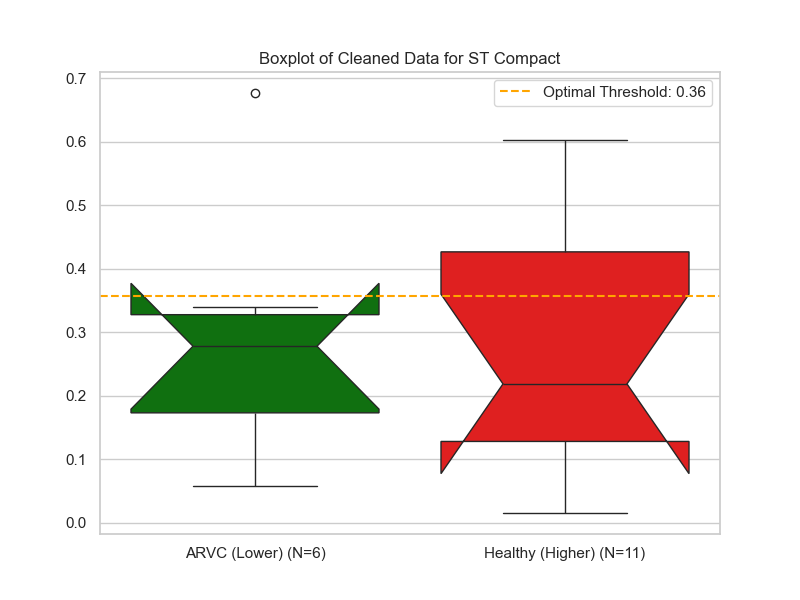 Boxplot of Cleaned Data for ST Compact
Optimal Threshold: 0.36
0.7
0.6
0.5
0.4
0.3
0.2
0.1
0.0
ARVC (Lower) (N=6)
Healthy (Higher) (N=11)